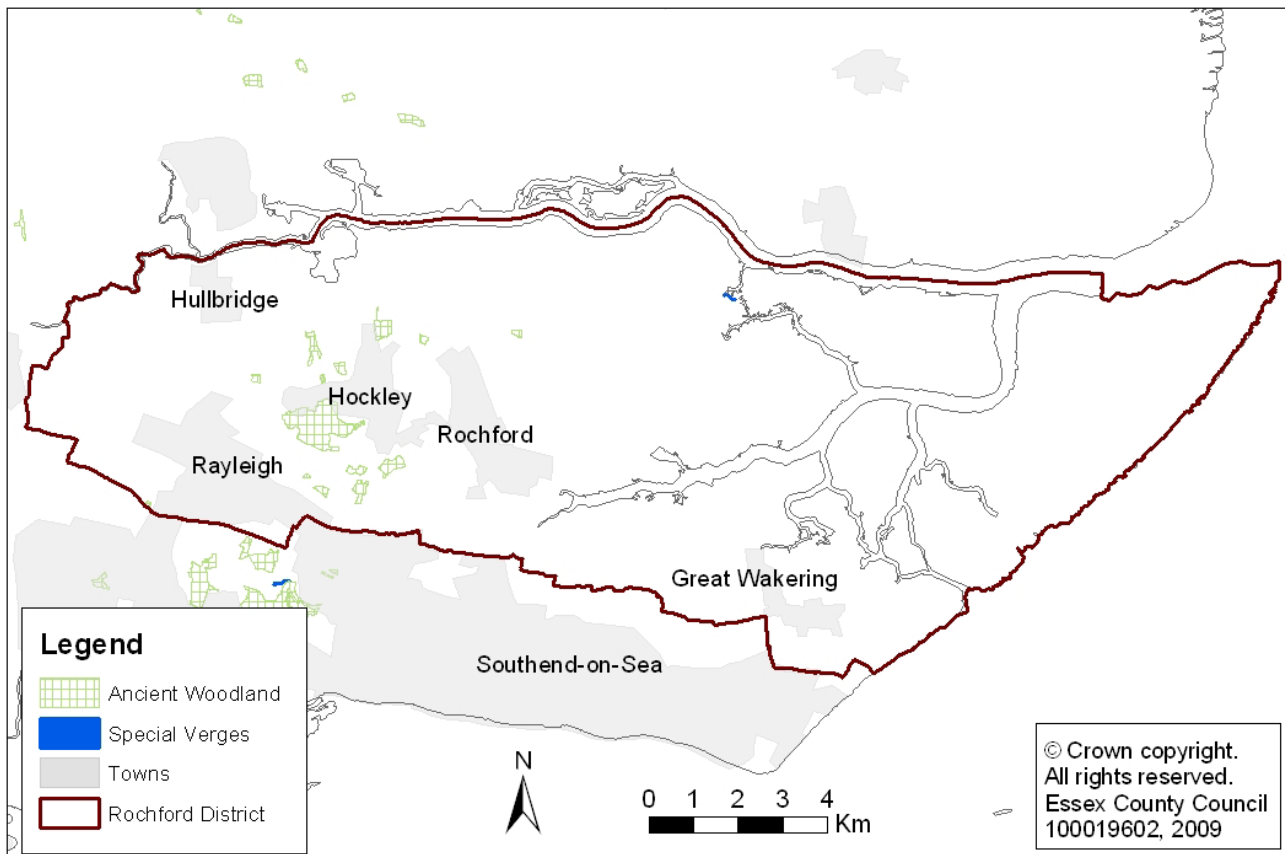 Hullbridge
Hockley
Rochford
Rayleigh
Great Wakering
Southend-on-Sea
Legend
Ancient Woodland
Special Verges
Towns
Rochford District
N
0 1 2 3 4
Km
© Crown copyright.
All rights reserved.
Essex County Council
100019602, 2009